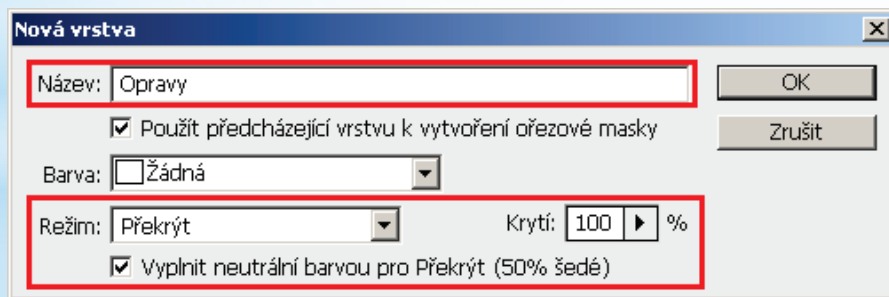 Nová vrstva
Název: Opravy
OK
Použít předcházející vrstvu k vytvoření ořezové masky
Zrušit
Barva: Žádná
Režim: Překrýt Krytí: 100 %
Vyplnit neutrální barvou pro Překrýt (50% šedé)